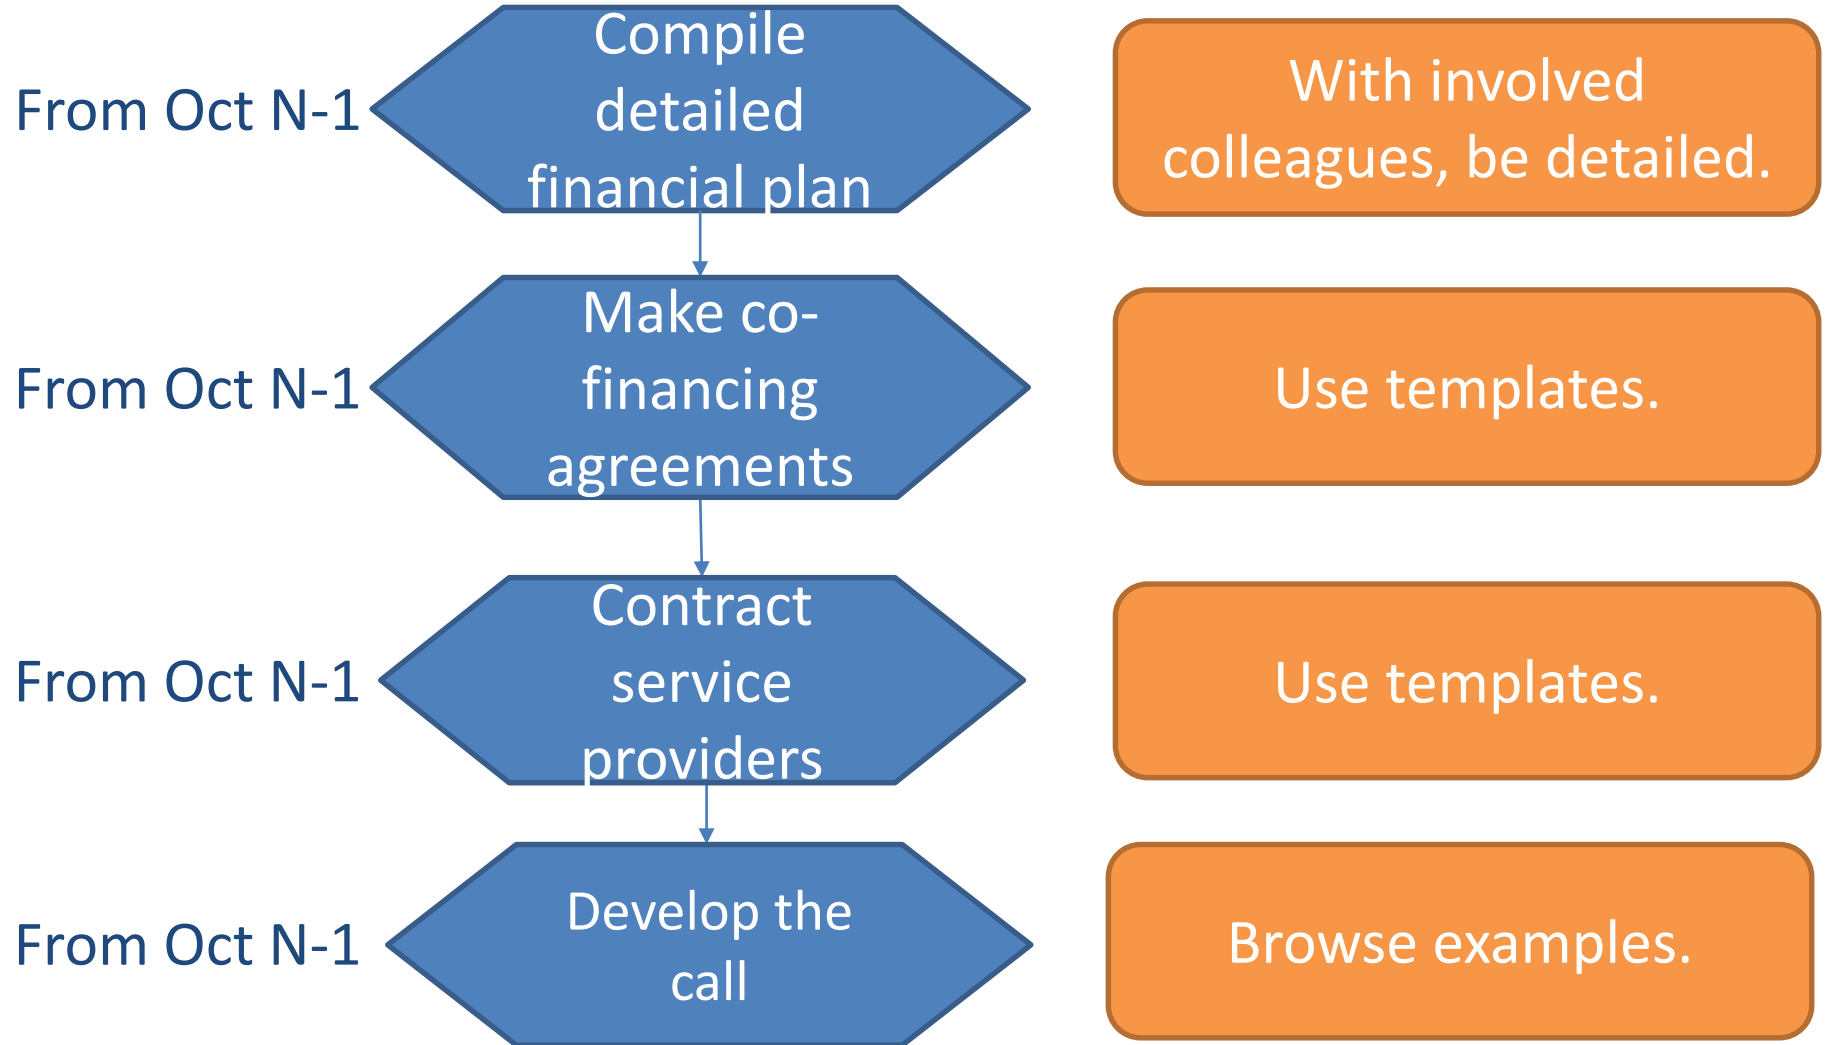 From Oct N-1
Compile
detailed
financial plan
With involved
colleagues, be detailed.
From Oct N-1
Make co-
financing
agreements
Use templates.
From Oct N-1
Contract
service
providers
Use templates.
From Oct N-1
Develop the
call
Browse examples.